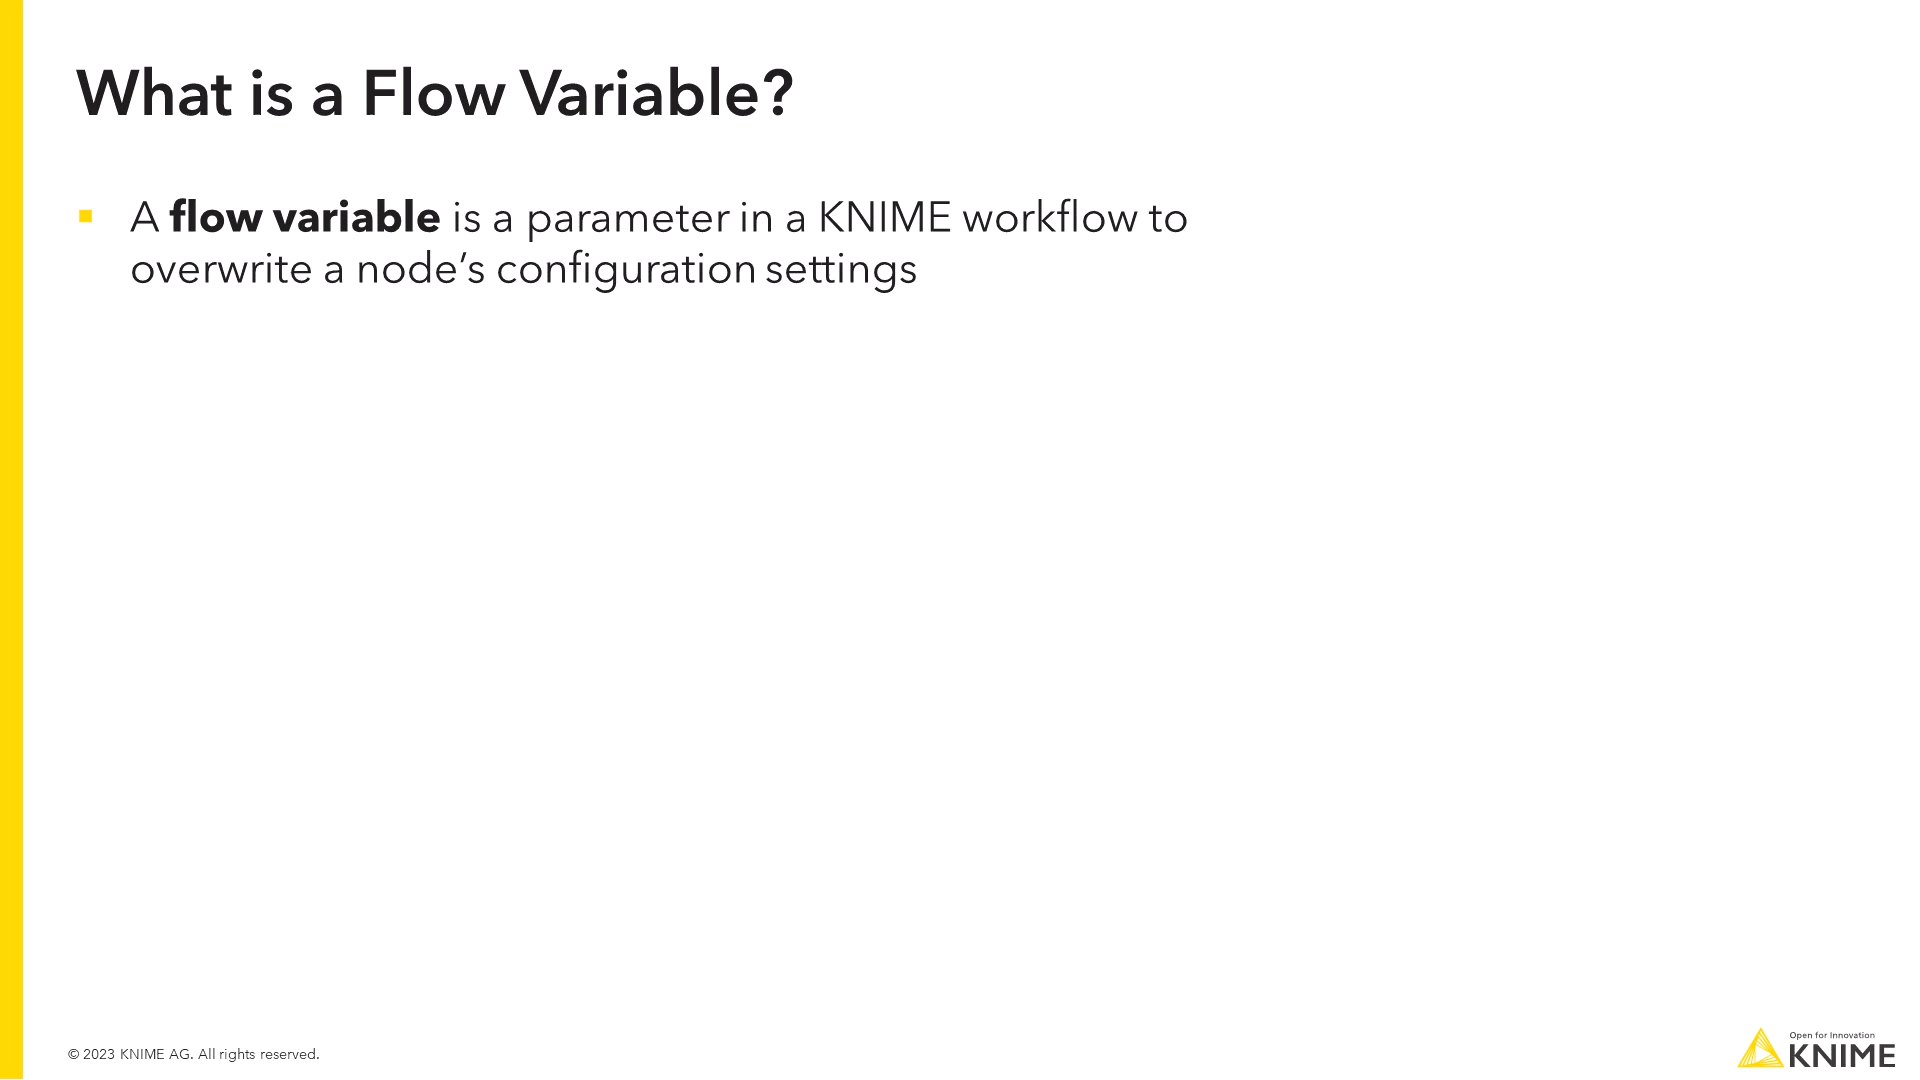 What is a Flow Variable?
▪ A flow variable is a parameter in a KNIME workflow to
overwrite a node’s configuration settings
© 2023 KNIME AG. All rights reserved.
Open for Innovation
KNIME